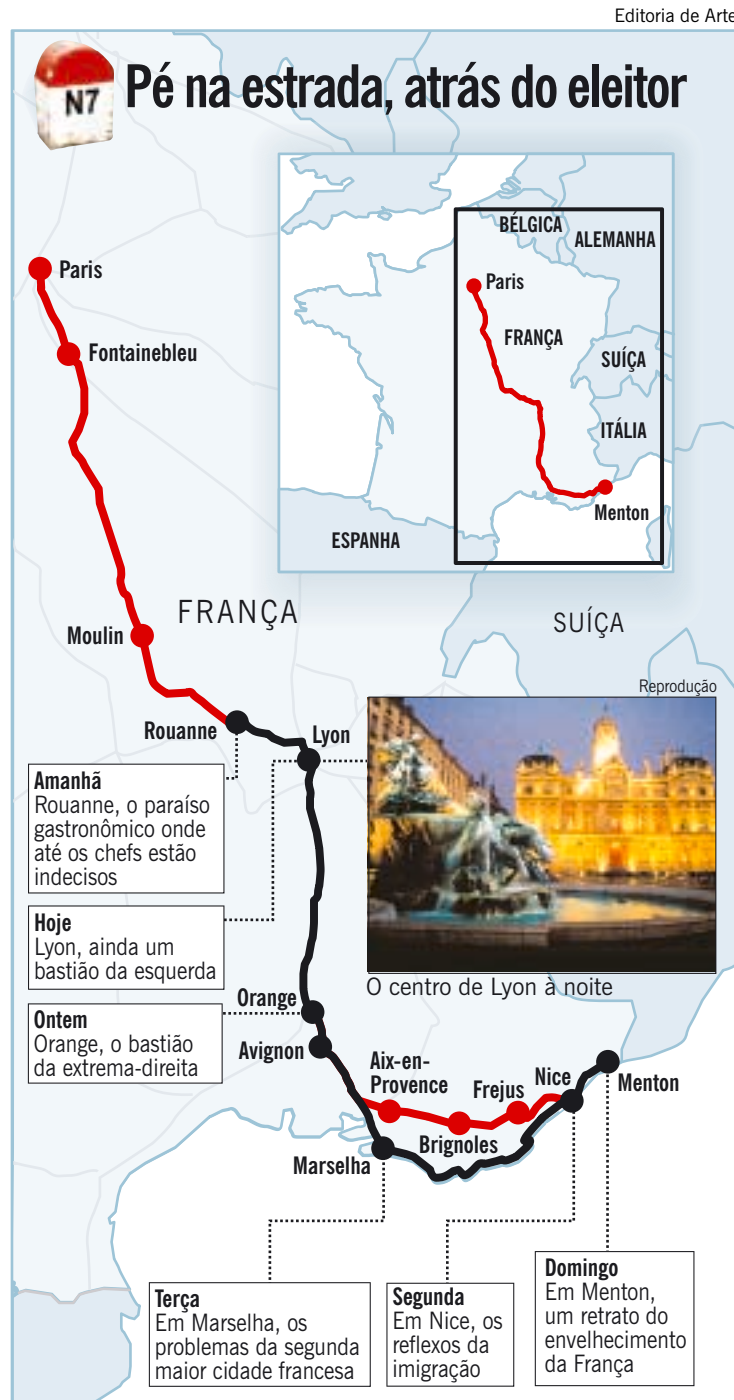 Editoria de Arte
N7
Pé na estrada, atrás do eleitor
BÉLGICA
ALEMANHA
Paris
FRANÇA
SUÍÇA
ITÁLIA
Menton
ESPANHA
Paris
Fontainebleu
FRANÇA
SUÍÇA
Moulin
Rouanne
Lyon
Reprodução
Amanhã
Rouanne, o paraíso
gastronômico onde
até os chefs estão
indecisos
Hoje
Lyon, ainda um
bastião da esquerda
O centro de Lyon à noite
Ontem
Orange, o bastião
da extrema-direita
Orange
Avignon
Aix-en-
Provence
Frejus
Nice
Menton
Brignoles
Marselha
Terça
Em Marselha, os
problemas da segunda
maior cidade francesa
Segunda
Em Nice, os
reflexos da
imigração
Domingo
Em Menton,
um retrato do
envelhecimento
da França